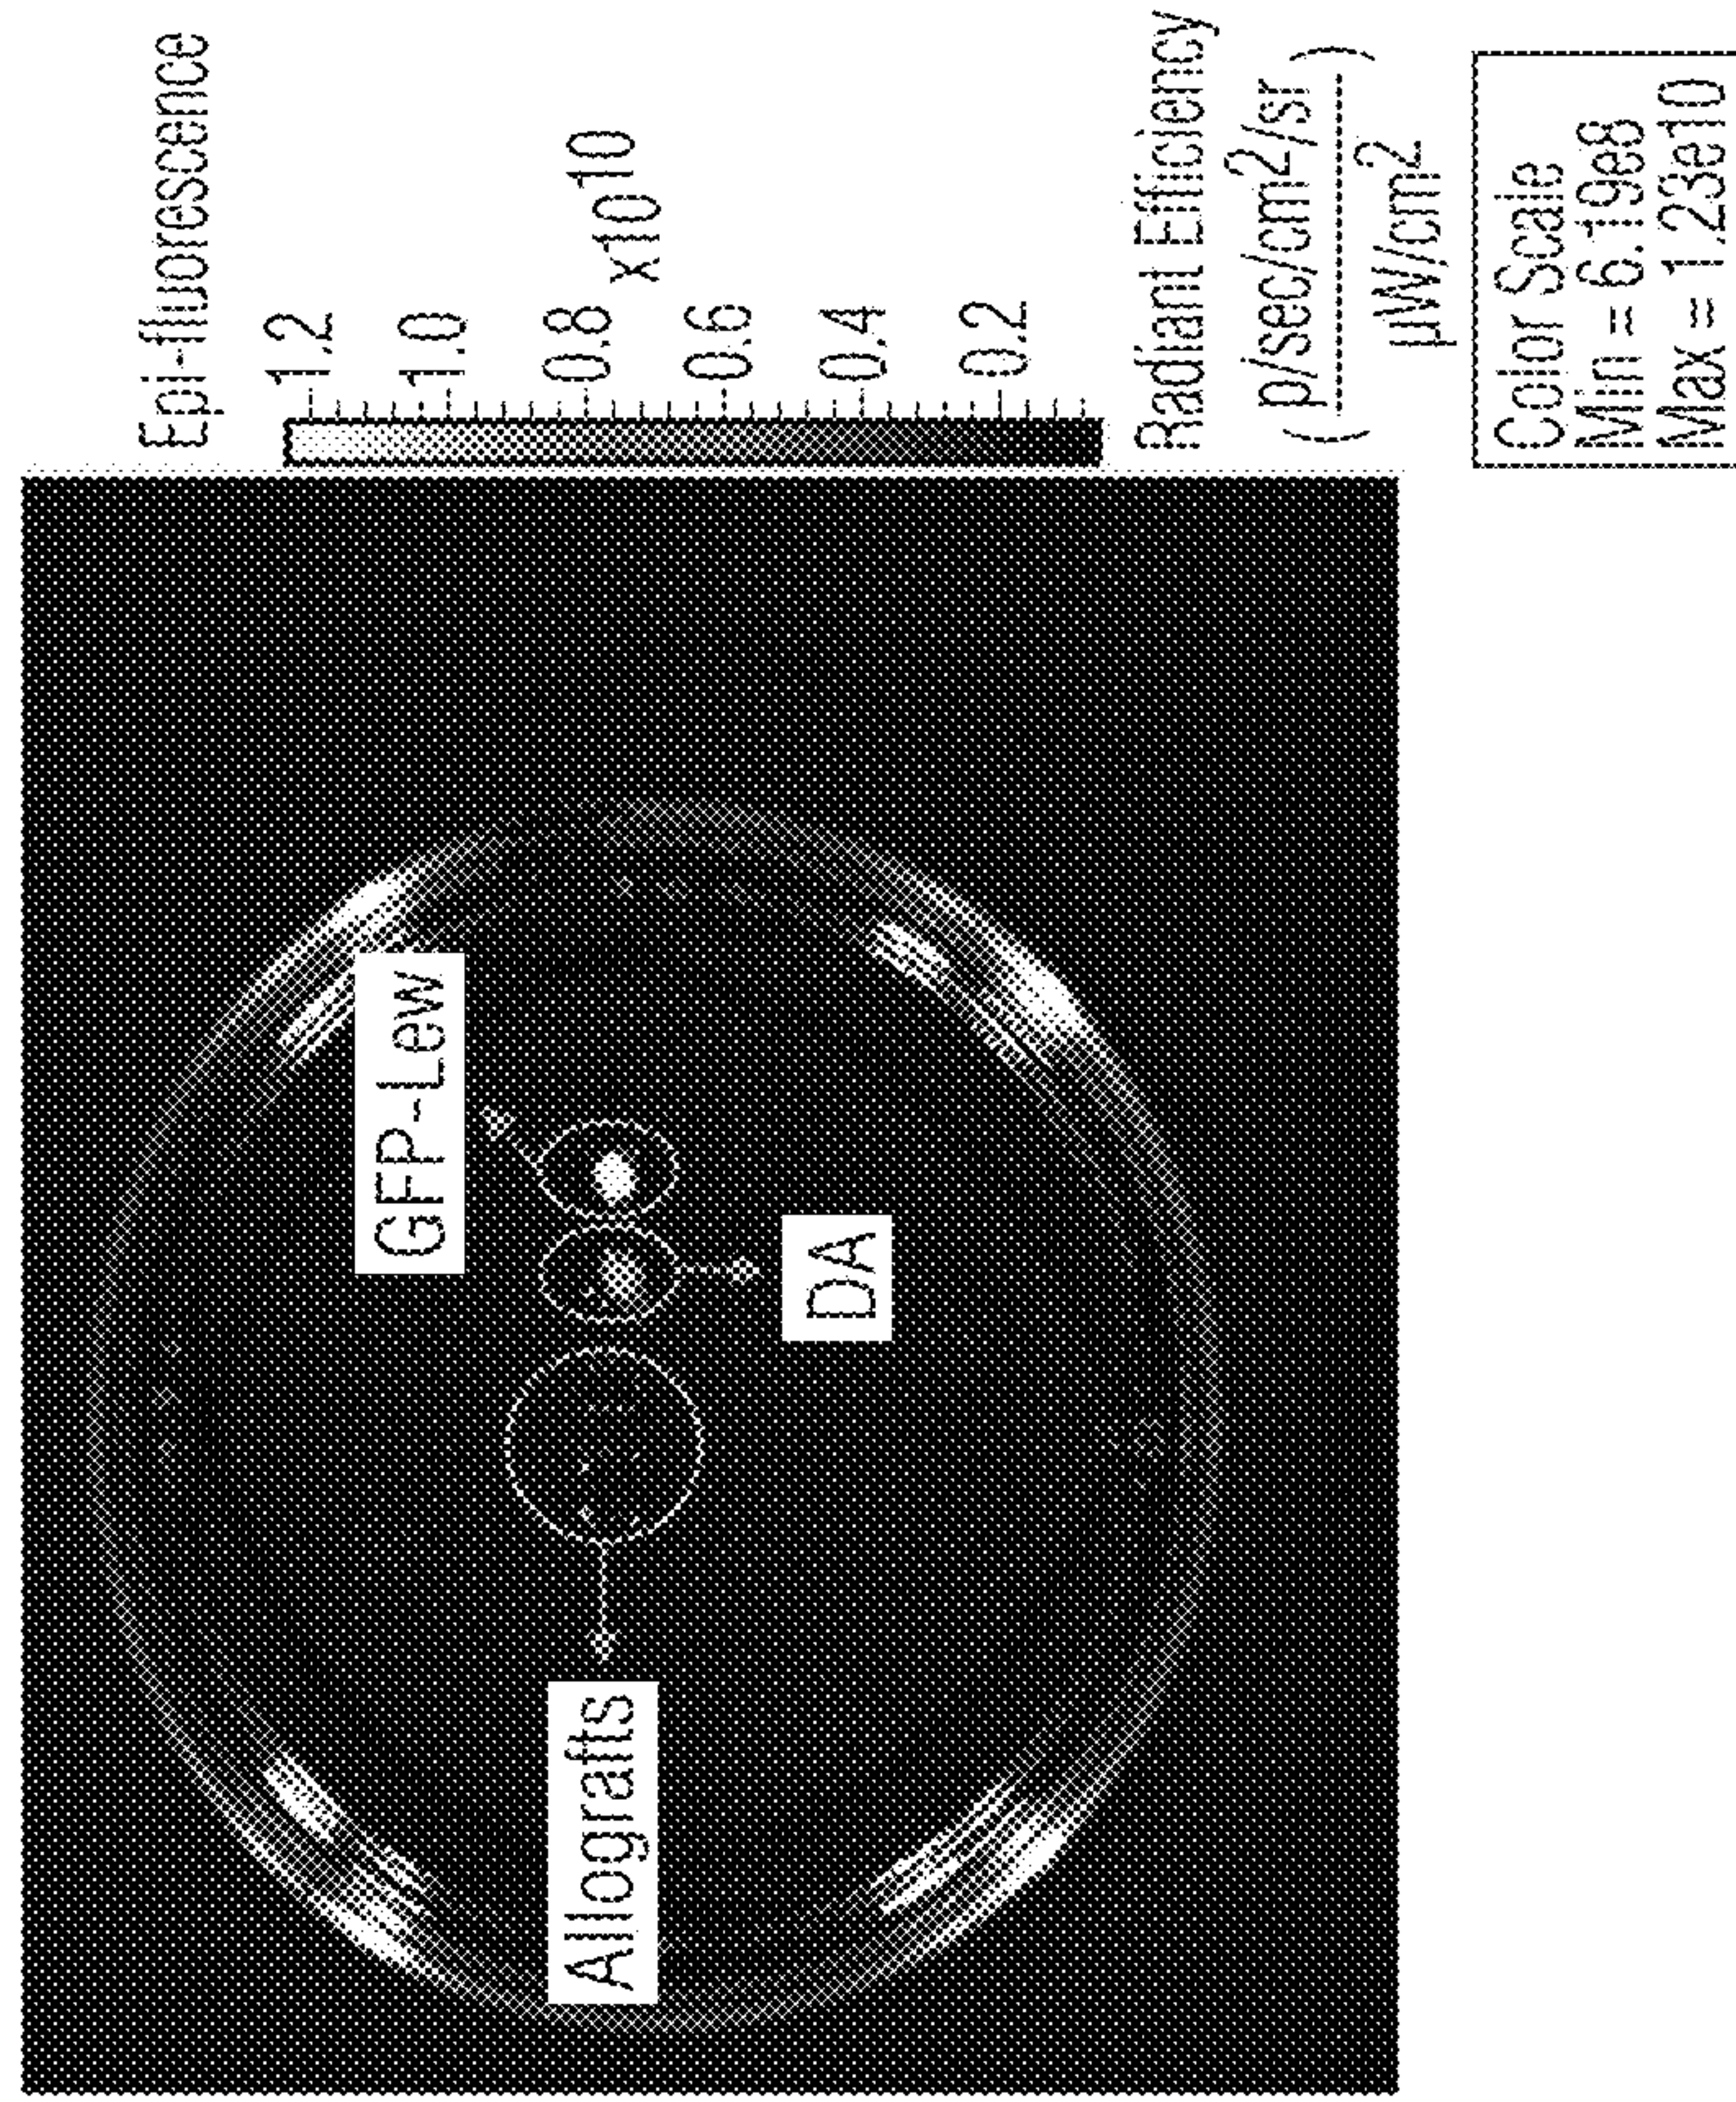 Epi-fluorescence
1.2
1.0
0.8
x10^10
0.6
0.4
0.2
Radiant Efficiency
(p/sec/cm²/sr
µW/cm²)
Color Scale
Min = 6.19e8
Max = 1.23e10
GFP-Lew
Allografts
DA